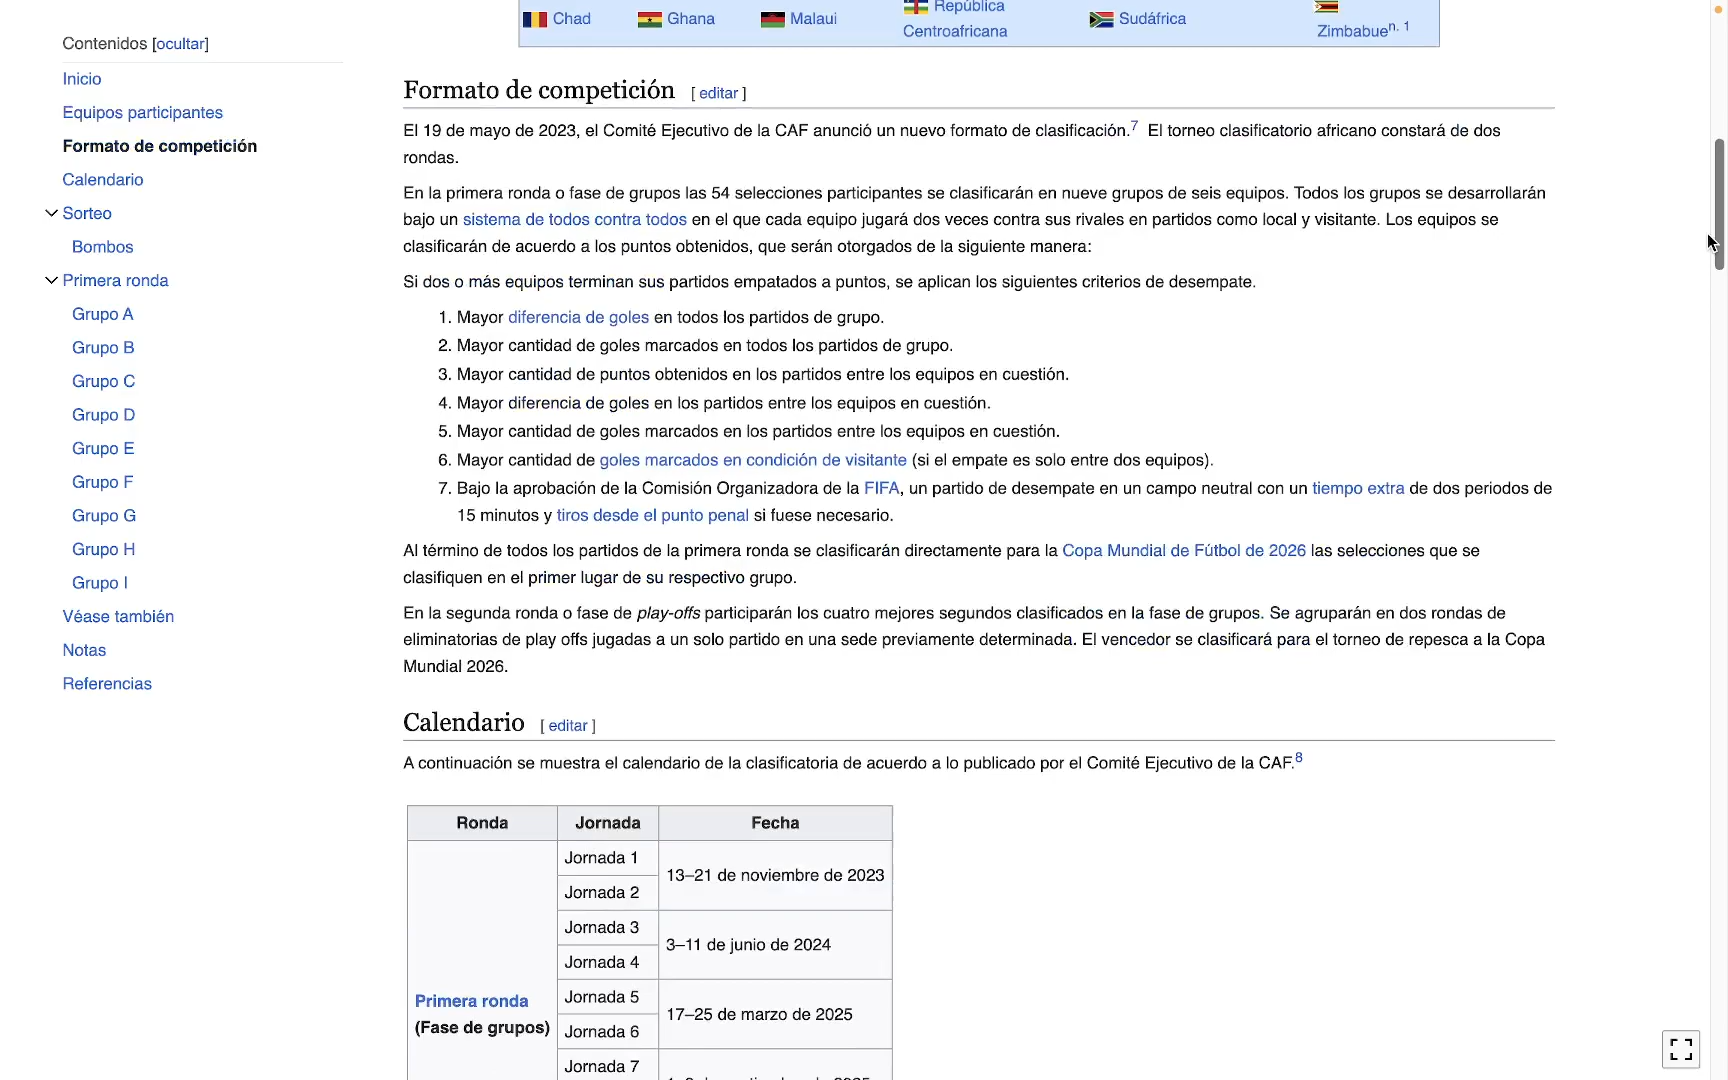 Chad
Ghana
Malaui
República
Centroafricana
Sudáfrica
Zimbabue n. 1
Contenidos [ocultar]
Inicio
Equipos participantes
Formato de competición
Calendario
Sorteo
Bombos
Primera ronda
Grupo A
Grupo B
Grupo C
Grupo D
Grupo E
Grupo F
Grupo G
Grupo H
Grupo I
Véase también
Notas
Referencias
Formato de competición [ editar ]
El 19 de mayo de 2023, el Comité Ejecutivo de la CAF anunció un nuevo formato de clasificación.7 El torneo clasificatorio africano constará de dos
rondas.
En la primera ronda o fase de grupos las 54 selecciones participantes se clasificarán en nueve grupos de seis equipos. Todos los grupos se desarrollarán
bajo un sistema de todos contra todos en el que cada equipo jugará dos veces contra sus rivales en partidos como local y visitante. Los equipos se
clasificarán de acuerdo a los puntos obtenidos, que serán otorgados de la siguiente manera:
Si dos o más equipos terminan sus partidos empatados a puntos, se aplican los siguientes criterios de desempate.
1. Mayor diferencia de goles en todos los partidos de grupo.
2. Mayor cantidad de goles marcados en todos los partidos de grupo.
3. Mayor cantidad de puntos obtenidos en los partidos entre los equipos en cuestión.
4. Mayor diferencia de goles en los partidos entre los equipos en cuestión.
5. Mayor cantidad de goles marcados en los partidos entre los equipos en cuestión.
6. Mayor cantidad de goles marcados en condición de visitante (si el empate es solo entre dos equipos).
7. Bajo la aprobación de la Comisión Organizadora de la FIFA, un partido de desempate en un campo neutral con un tiempo extra de dos periodos de
15 minutos y tiros desde el punto penal si fuese necesario.
Al término de todos los partidos de la primera ronda se clasificarán directamente para la Copa Mundial de Fútbol de 2026 las selecciones que se
clasifiquen en el primer lugar de su respectivo grupo.
En la segunda ronda o fase de play-offs participarán los cuatro mejores segundos clasificados en la fase de grupos. Se agruparán en dos rondas de
eliminatorias de play offs jugadas a un solo partido en una sede previamente determinada. El vencedor se clasificará para el torneo de repesca a la Copa
Mundial 2026.
Calendario [ editar ]
A continuación se muestra el calendario de la clasificatoria de acuerdo a lo publicado por el Comité Ejecutivo de la CAF.8
Ronda Jornada Fecha
Jornada 1
13–21 de noviembre de 2023
Jornada 2
Jornada 3
3–11 de junio de 2024
Jornada 4
Jornada 5
Primera ronda
17–25 de marzo de 2025
(Fase de grupos)
Jornada 6
Jornada 7